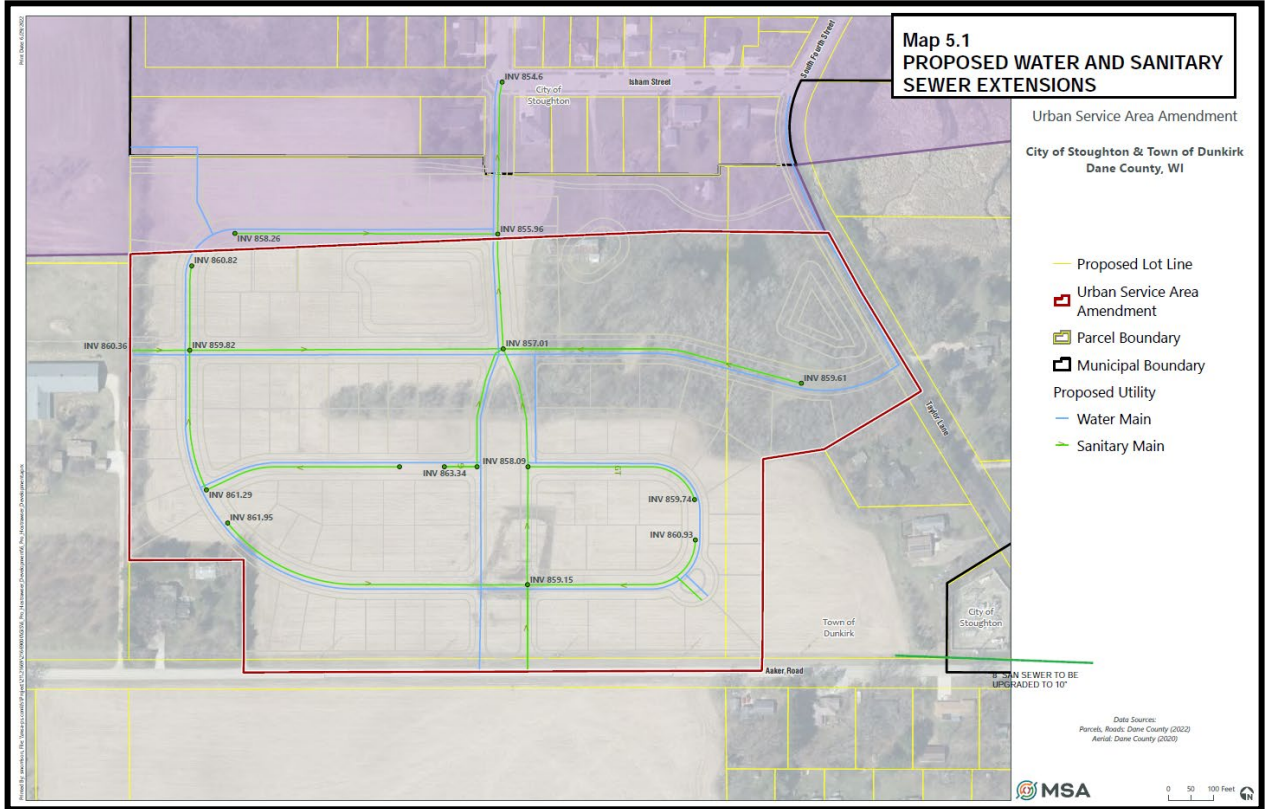 Print Date: 6/29/2022
Map 5.1
PROPOSED WATER AND SANITARY
SEWER EXTENSIONS
Urban Service Area Amendment
City of Stoughton & Town of Dunkirk
Dane County, WI
Proposed Lot Line
Urban Service Area
Amendment
Parcel Boundary
Municipal Boundary
Proposed Utility
Water Main
Sanitary Main
South Fourth Street
Isham Street
INV 854.6
City of
Stoughton
INV 858.26
INV 855.96
INV 860.82
INV 860.36
INV 859.82
INV 857.01
INV 859.61
Taylor Lane
INV 863.34
INV 858.09
INV 861.29
INV 859.74
INV 861.95
INV 860.93
INV 859.15
Town of
Dunkirk
City of
Stoughton
Aaker Road
8" SAN SEWER TO BE
UPGRADED TO 10"
Data Sources:
Parcels, Roads: Dane County (2022)
Aerial: Dane County (2020)
MSA
0 50 100 Feet
N